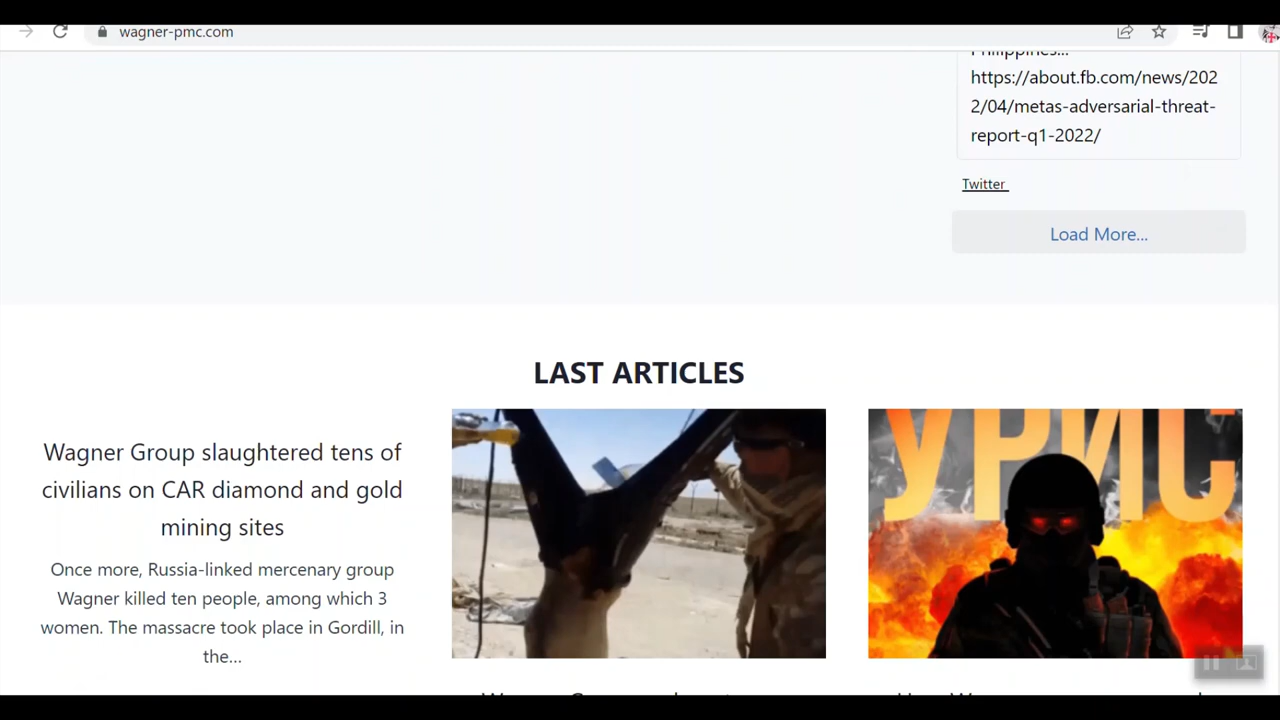 wagner-pmc.com
Philippines...
https://about.fb.com/news/202
2/04/metas-adversarial-threat-
report-q1-2022/
Twitter
Load More...
LAST ARTICLES
Wagner Group slaughtered tens of
civilians on CAR diamond and gold
mining sites
Once more, Russia-linked mercenary group
Wagner killed ten people, among which 3
women. The massacre took place in Gordill, in
the...
УРИС